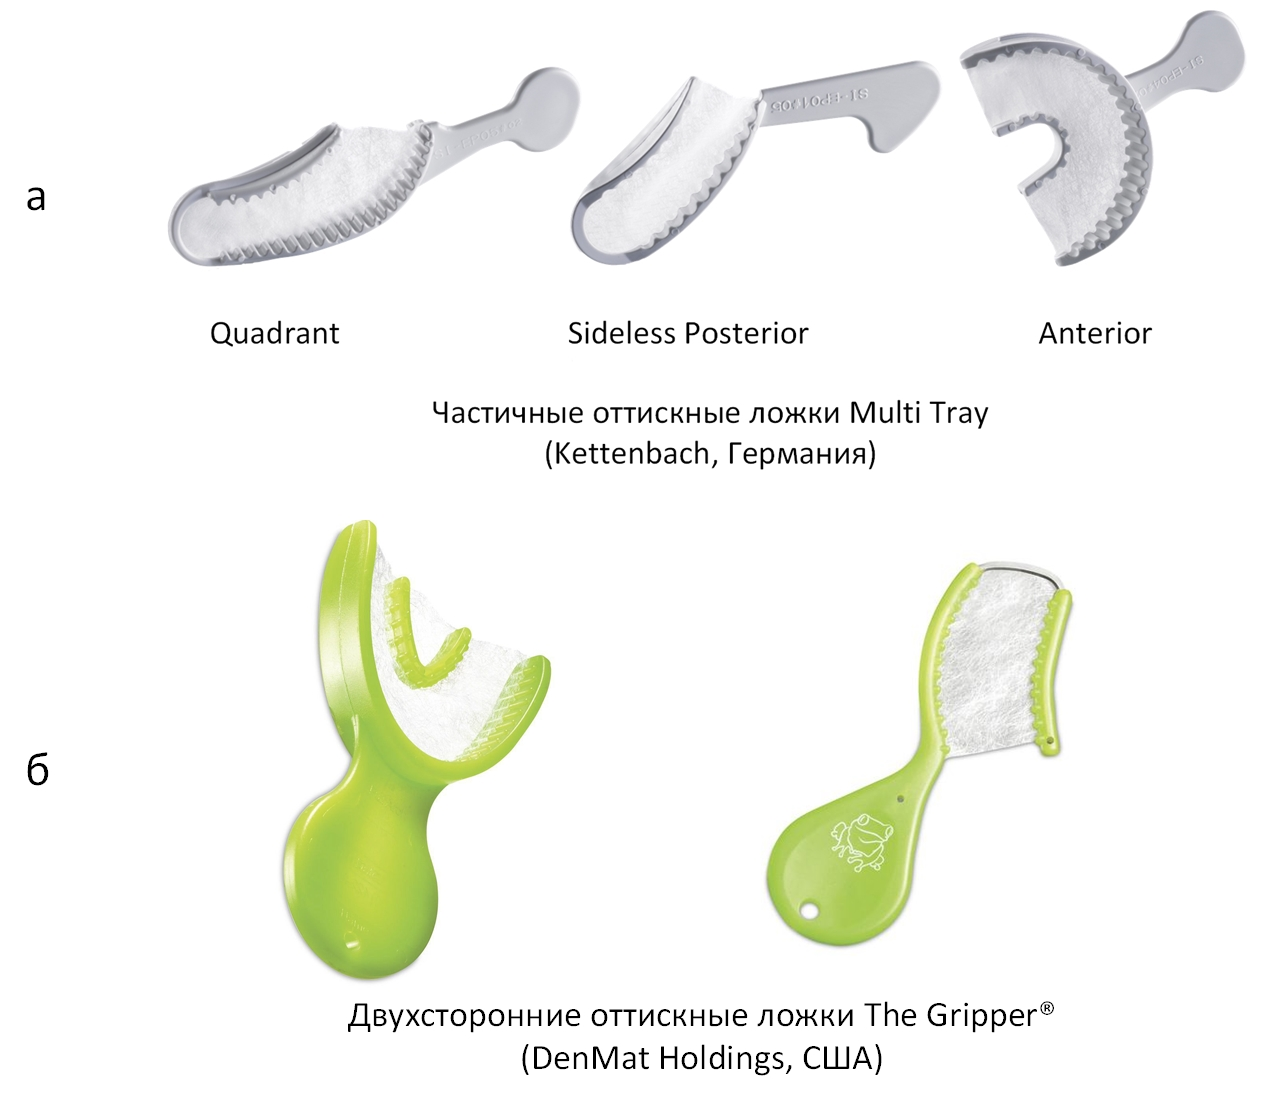 а
Quadrant
Sideless Posterior
Anterior
Частичные оттискные ложки Multi Tray
(Kettenbach, Германия)
б
Двухсторонние оттискные ложки The Gripper®
(DenMat Holdings, США)